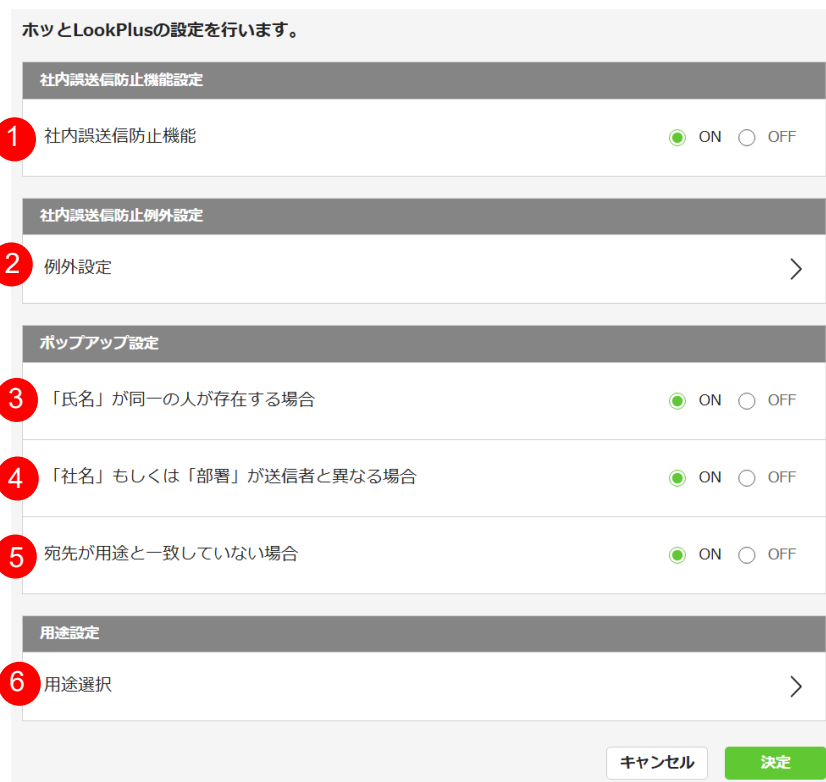 ホッとLookPlusの設定を行います。
社内誤送信防止機能設定
1 社内誤送信防止機能 ON OFF
社内誤送信防止例外設定
2 例外設定
ポップアップ設定
3 「氏名」が同一の人が存在する場合 ON OFF
4 「社名」もしくは「部署」が送信者と異なる場合 ON OFF
5 宛先が用途と一致していない場合 ON OFF
用途設定
6 用途選択
キャンセル 決定